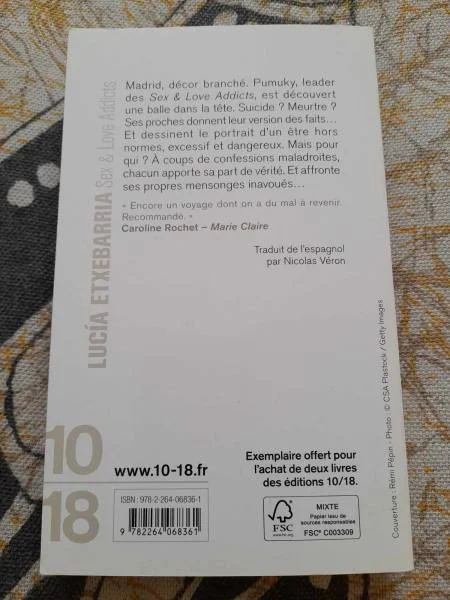 Madrid, décor branché. Pumuky, leader
des Sex & Love Addicts, est découvert
une balle dans la tête. Suicide ? Meurtre ?
Ses proches donnent leur version des faits...
Et dessinent le portrait d'un être hors
normes, excessif et dangereux. Mais pour
qui ? À coups de confessions maladroites,
chacun apporte sa part de vérité. Et affronte
ses propres mensonges inavoués...
« Encore un voyage dont on a du mal à revenir.
Recommandé. »
Caroline Rochet – Marie Claire
Traduit de l'espagnol
par Nicolas Véron
LUCÍA ETXEBARRIA Sex & Love Addicts
10
18
www.10-18.fr
Exemplaire offert pour
l'achat de deux livres
des éditions 10/18.
ISBN : 978-2-264-06836-1
9 782264 068361
FSC
www.fsc.org
MIXTE
Papier issu de
sources responsables
FSC® C003309
Couverture : Rémi Pépin - Photo : © CSA Plastock / Getty Images